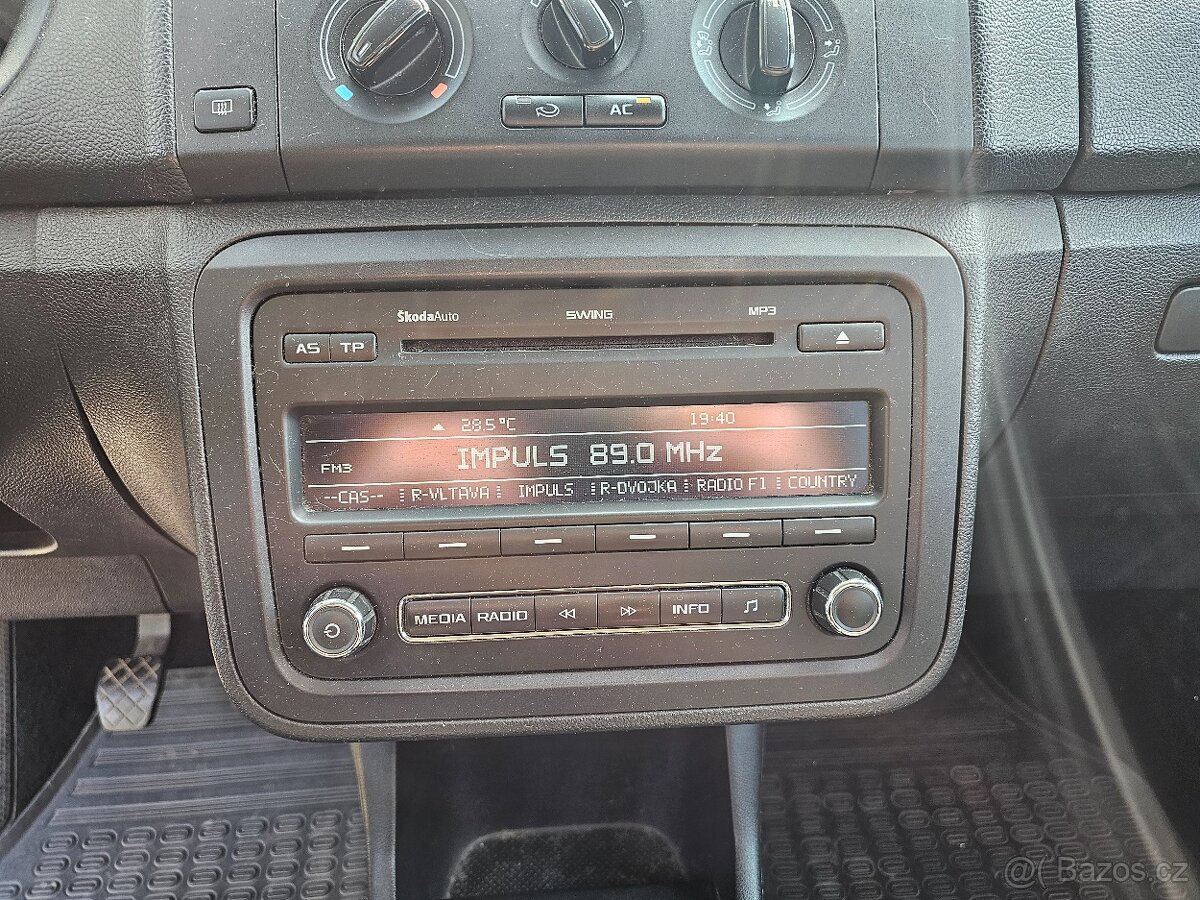 AC
ŠkodaAuto SWING MP3
AS TP
28.5°C 19:40
FM3 IMPULS 89.0 MHz
--CAS-- R-VLTAVA IMPULS R-DVOJKA RADIO F1 COUNTRY
MEDIA RADIO INFO
@( Bazos.cz